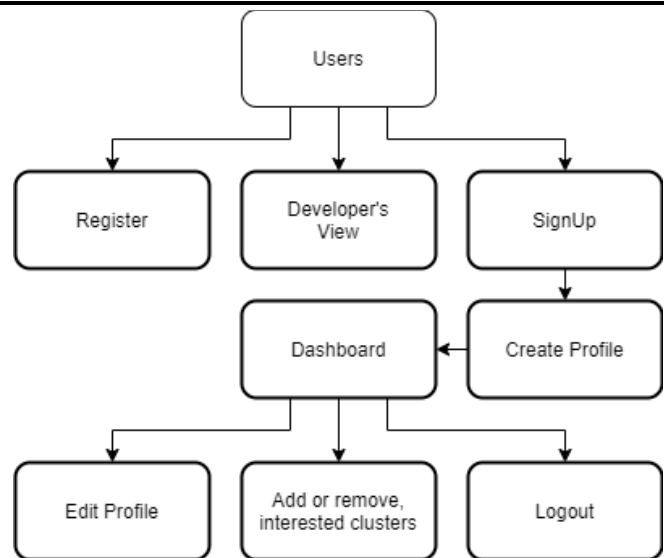 Users
Register
Developer's
View
SignUp
Dashboard
Create Profile
Edit Profile
Add or remove,
interested clusters
Logout